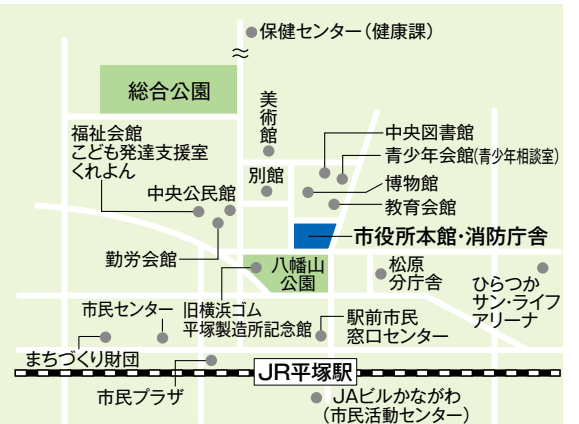 保健センター(健康課)
総合公園
美術館
中央図書館
青少年会館(青少年相談室)
福祉会館
こども発達支援室
くれよん
別館
博物館
中央公民館
教育会館
市役所本館・消防庁舎
勤労会館
八幡山
公園
松原
分庁舎
ひらつか
サン・ライフ
アリーナ
市民センター
旧横浜ゴム
平塚製造所記念館
駅前市民
窓口センター
まちづくり財団
JR平塚駅
市民プラザ
JAビルかながわ
(市民活動センター)